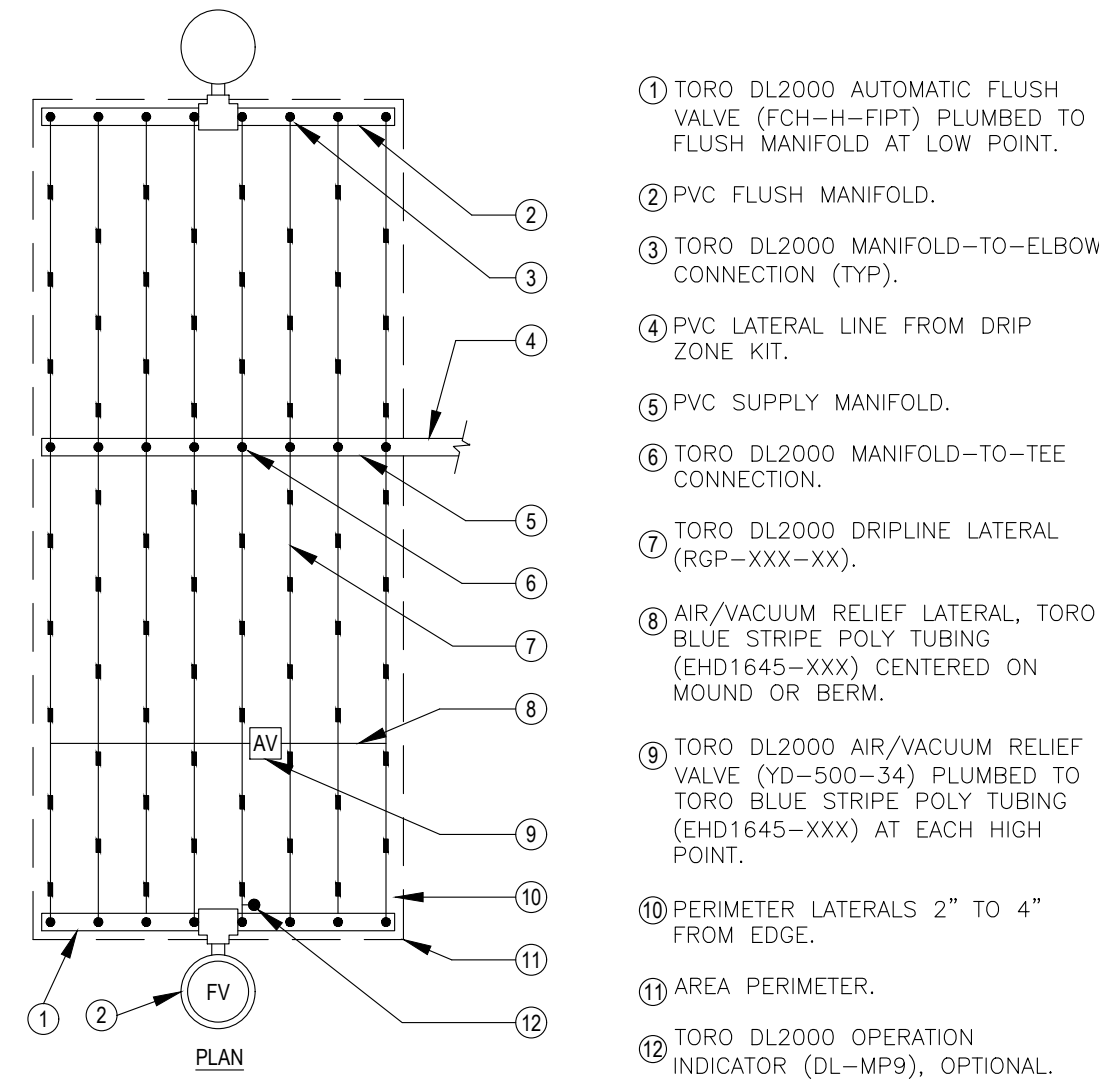 2
3
4
5
6
7
8
AV
9
10
11
12
1
2
FV
PLAN
1 TORO DL2000 AUTOMATIC FLUSH
VALVE (FCH-H-FIPT) PLUMBED TO
FLUSH MANIFOLD AT LOW POINT.
2 PVC FLUSH MANIFOLD.
3 TORO DL2000 MANIFOLD-TO-ELBOW
CONNECTION (TYP).
4 PVC LATERAL LINE FROM DRIP
ZONE KIT.
5 PVC SUPPLY MANIFOLD.
6 TORO DL2000 MANIFOLD-TO-TEE
CONNECTION.
7 TORO DL2000 DRIPLINE LATERAL
(RGP-XXX-XX).
8 AIR/VACUUM RELIEF LATERAL, TORO
BLUE STRIPE POLY TUBING
(EHD1645-XXX) CENTERED ON
MOUND OR BERM.
9 TORO DL2000 AIR/VACUUM RELIEF
VALVE (YD-500-34) PLUMBED TO
TORO BLUE STRIPE POLY TUBING
(EHD1645-XXX) AT EACH HIGH
POINT.
10 PERIMETER LATERALS 2" TO 4"
FROM EDGE.
11 AREA PERIMETER.
12 TORO DL2000 OPERATION
INDICATOR (DL-MP9), OPTIONAL.